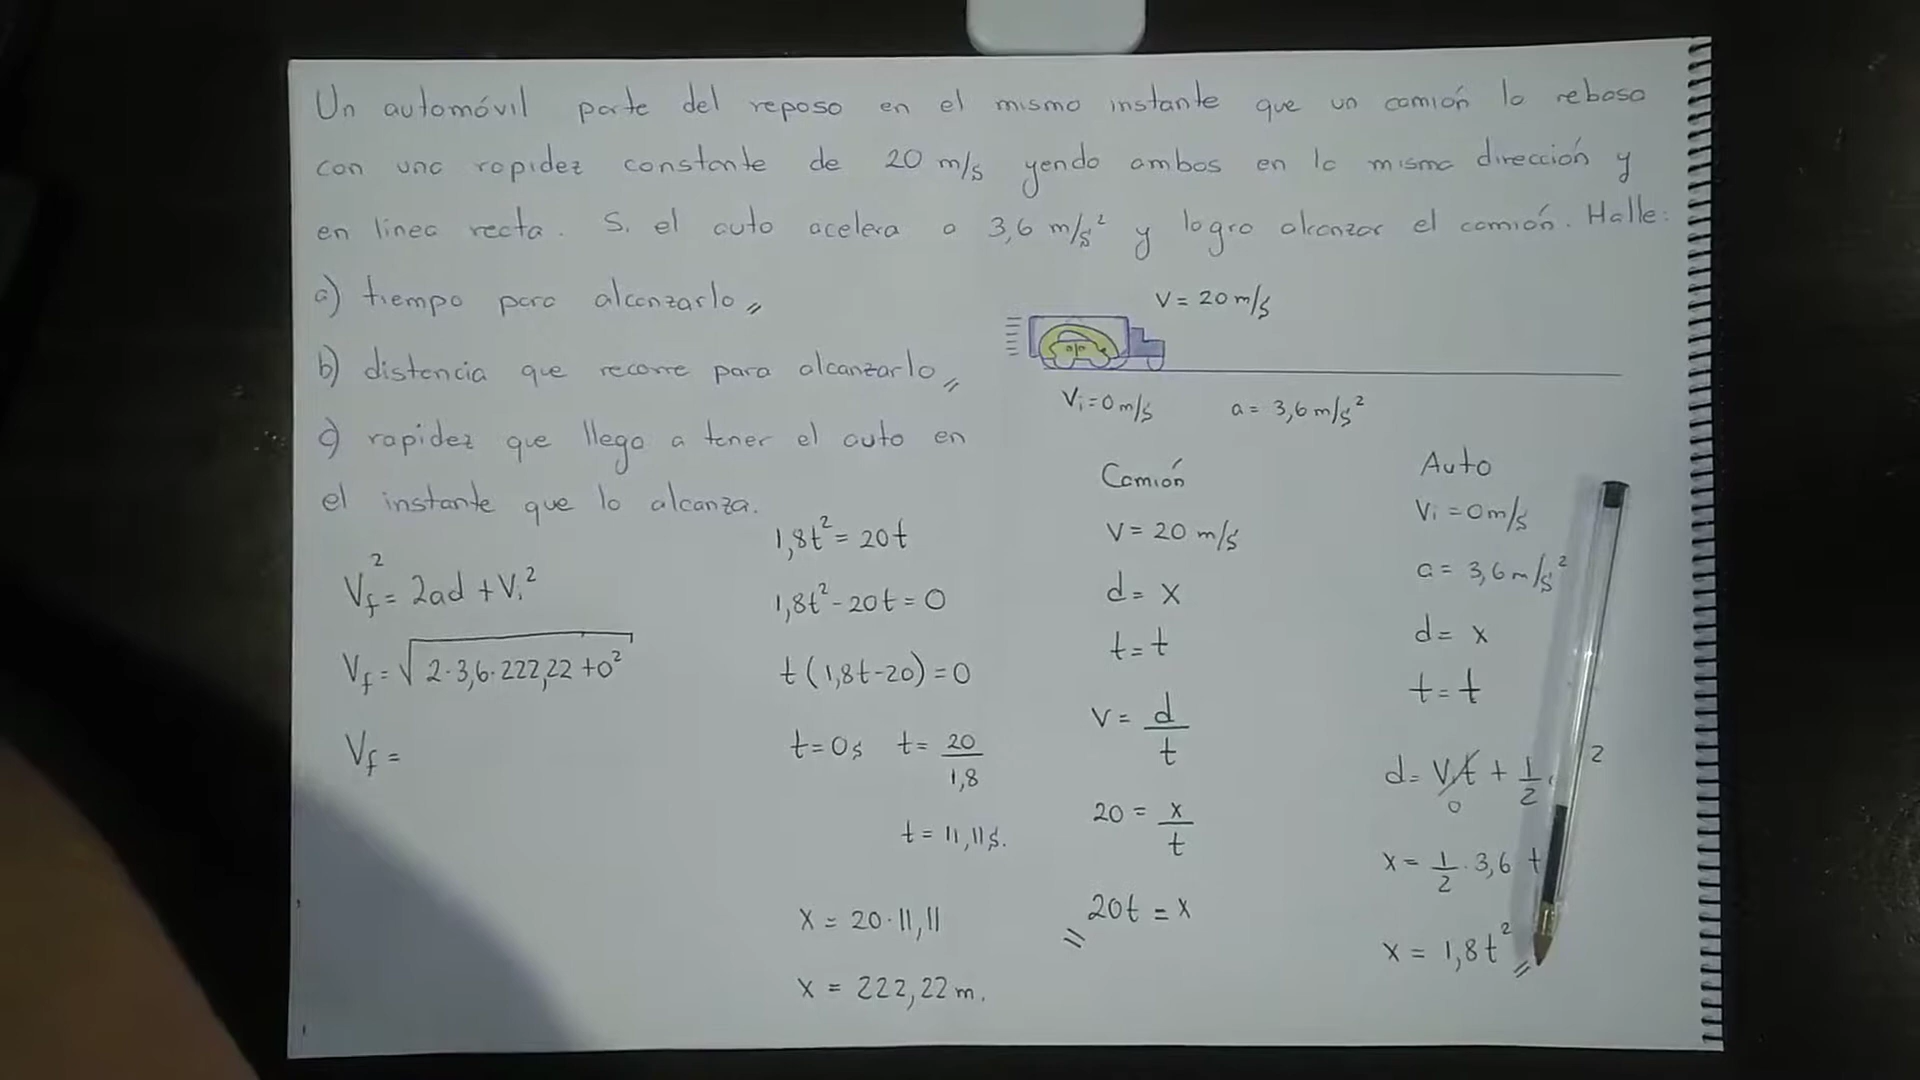 Un automóvil parte del reposo en el mismo instante que un camión lo rebasa
con una rapidez constante de 20 m/s yendo ambos en la misma dirección y
en línea recta. Si el auto acelera a 3,6 m/s² y logra alcanzar el camión. Halle:
a) tiempo para alcanzarlo
b) distancia que recorre para alcanzarlo
c) rapidez que llega a tener el auto en
el instante que lo alcanza.
V = 20 m/s
Vi = 0 m/s a = 3,6 m/s²
Vf² = 2ad + Vi²
Vf = √2·3,6·222,22 + 0²
Vf =
1,8t² = 20t
1,8t² - 20t = 0
t(1,8t - 20) = 0
t = 0s t = 20/1,8
t = 11,11s.
x = 20·11,11
x = 222,22 m.
Camión
V = 20 m/s
d = x
t = t
V = d/t
20 = x/t
20t = x
Auto
Vi = 0 m/s
a = 3,6 m/s²
d = x
t = t
d = Vit + 1/2 2
0
x = 1/2 · 3,6 t
x = 1,8t²